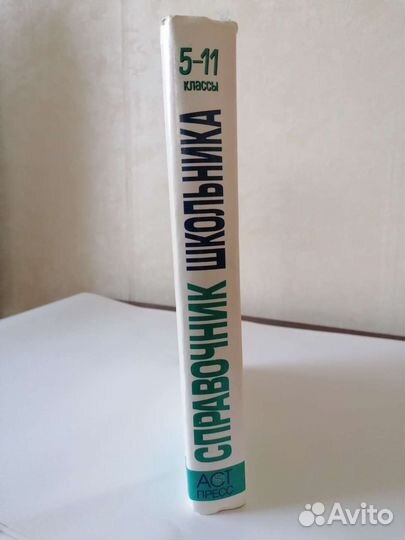 5–11
классы
СПРАВОЧНИК ШКОЛЬНИКА
АСТ
ПРЕСС
Avito